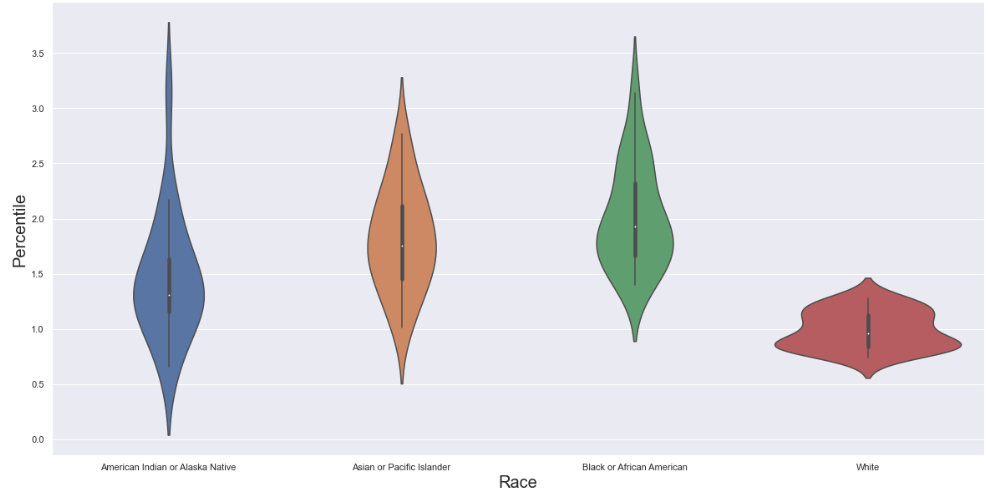 3.5
3.0
2.5
2.0
1.5
1.0
0.5
0.0
Percentile
American Indian or Alaska Native
Asian or Pacific Islander
Black or African American
White
Race